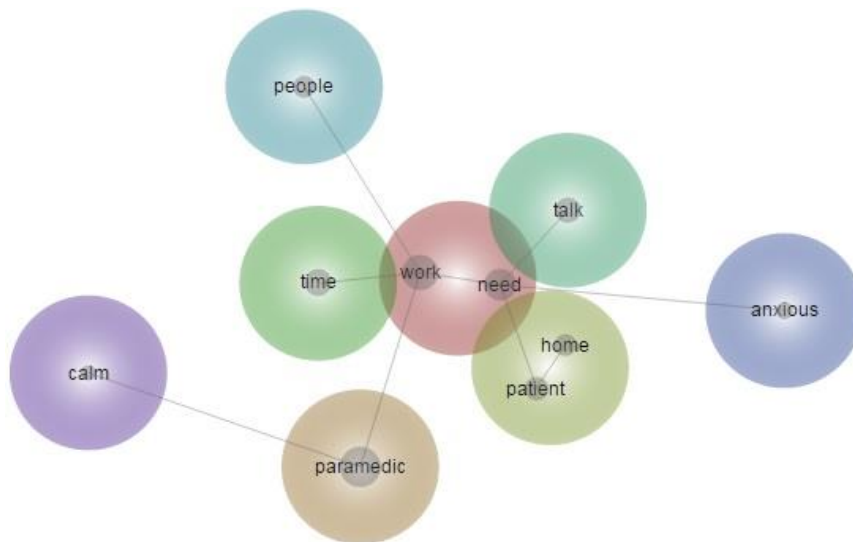 people
talk
work
time
need
anxious
home
calm
patient
paramedic